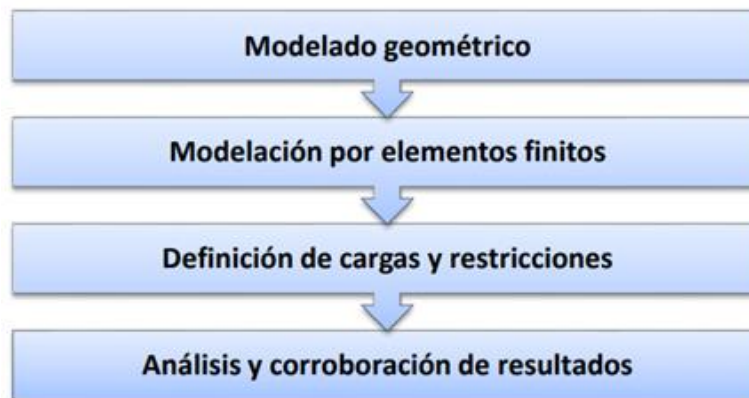 Modelado geométrico
Modelación por elementos finitos
Definición de cargas y restricciones
Análisis y corroboración de resultados